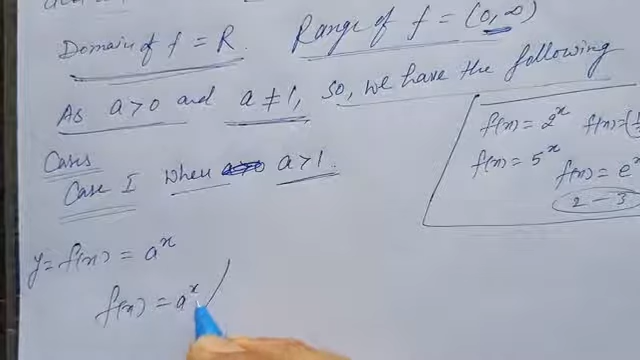 Domain of f = R. Range of f = (0, ∞)
As a > 0 and a ≠ 1, so, we have the following
Cases
Case I when a > 1.
y = f(x) = a^x
f(x) = a^x
f(x) = 2^x f(x) = (1/
f(x) = 5^x
f(x) = e^x
2 - 3